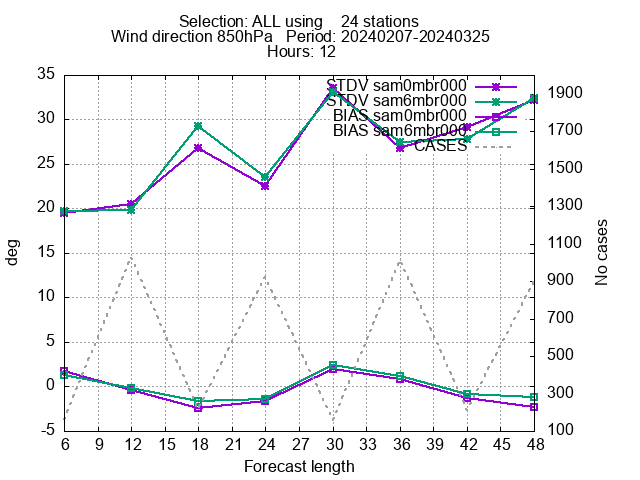 Selection: ALL using    24 stations
Wind direction 850hPa   Period: 20240207-20240325
Hours: 12
STDV sam0mbr000
STDV sam6mbr000
BIAS sam0mbr000
BIAS sam6mbr000
CASES
35
30
25
20
15
10
5
0
-5
deg
1900
1700
1500
1300
1100
900
700
500
300
100
No cases
6 9 12 15 18 21 24 27 30 33 36 39 42 45 48
Forecast length